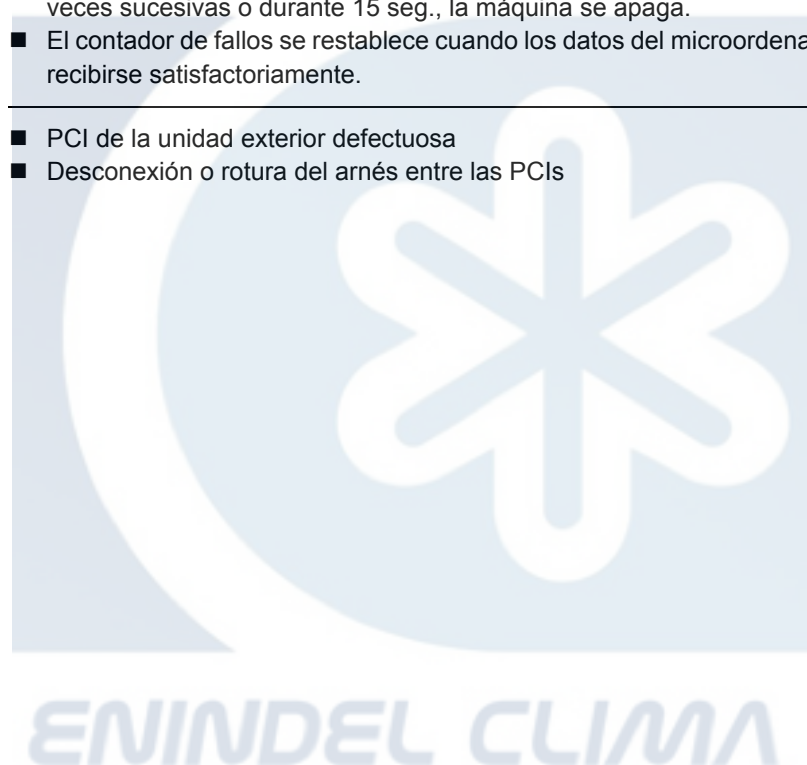 veces sucesivas o durante 15 seg., la máquina se apaga.
■ El contador de fallos se restablece cuando los datos del microordena
recibirse satisfactoriamente.
■ PCI de la unidad exterior defectuosa
■ Desconexión o rotura del arnés entre las PCIs
ENINDEL CLIMA